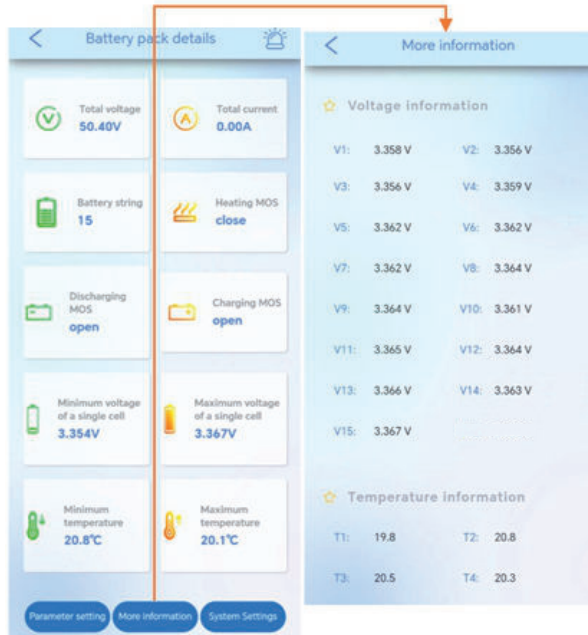 Battery pack details
Total voltage
50.40V
Total current
0.00A
Battery string
15
Heating MOS
close
Discharging
MOS
open
Charging MOS
open
Minimum voltage
of a single cell
3.354V
Maximum voltage
of a single cell
3.367V
Minimum
temperature
20.8℃
Maximum
temperature
20.1℃
Parameter setting
More information
System Settings
More information
Voltage information
V1: 3.358 V V2: 3.356 V
V3: 3.356 V V4: 3.359 V
V5: 3.362 V V6: 3.362 V
V7: 3.362 V V8: 3.364 V
V9: 3.364 V V10: 3.361 V
V11: 3.365 V V12: 3.364 V
V13: 3.366 V V14: 3.363 V
V15: 3.367 V
Temperature information
T1: 19.8 T2: 20.8
T3: 20.5 T4: 20.3